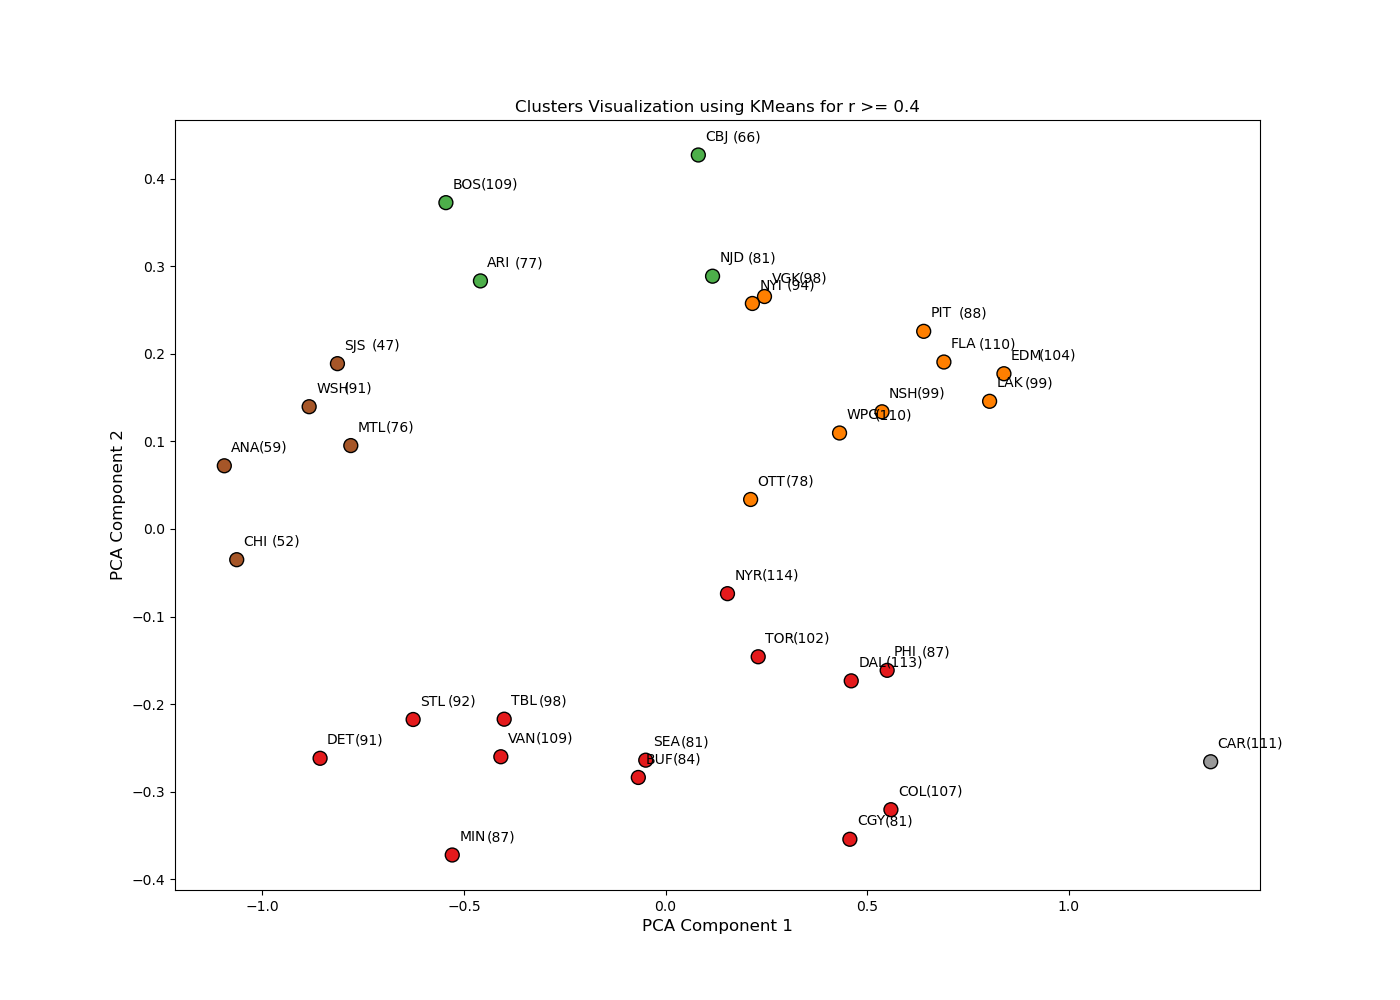 Clusters Visualization using KMeans for r >= 0.4
CBJ (66)
BOS(109)
ARI (77)
NJD (81)
VGK(98)
NYI (94)
PIT (88)
FLA (110)
EDM(104)
LAK (99)
SJS (47)
WSH(91)
NSH(99)
WPG(110)
MTL(76)
ANA(59)
OTT(78)
CHI (52)
NYR(114)
TOR(102)
PHI (87)
DAL(113)
STL (92)
TBL (98)
DET(91)
VAN(109)
SEA(81)
BUF(84)
CAR(111)
COL(107)
CGY(81)
MIN(87)
0.4
0.3
0.2
0.1
0.0
−0.1
−0.2
−0.3
−0.4
PCA Component 2
−1.0
−0.5
0.0
0.5
1.0
PCA Component 1